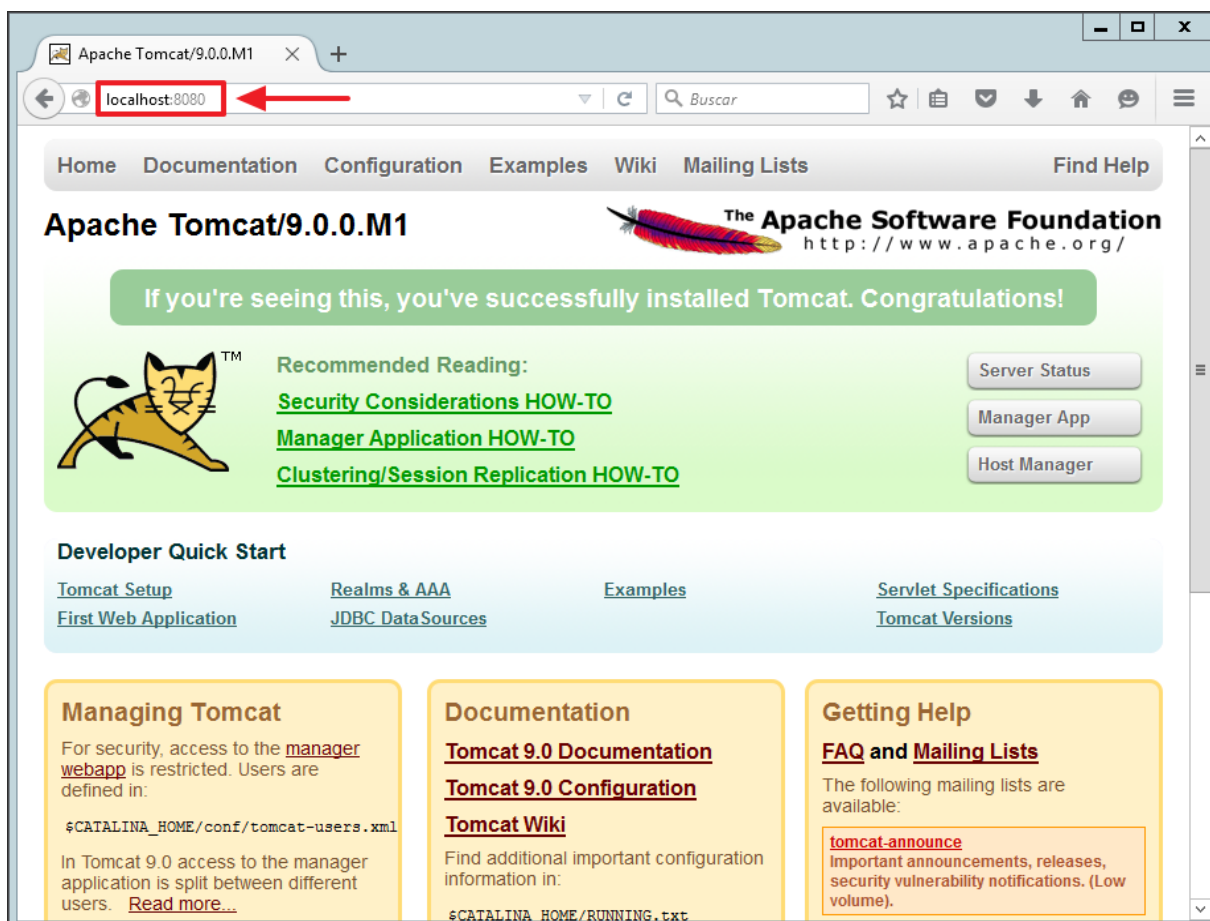 Apache Tomcat/9.0.0.M1
localhost:8080
Buscar
Home Documentation Configuration Examples Wiki Mailing Lists Find Help
Apache Tomcat/9.0.0.M1
The Apache Software Foundation
http://www.apache.org/
If you're seeing this, you've successfully installed Tomcat. Congratulations!
TM
Recommended Reading:
Security Considerations HOW-TO
Manager Application HOW-TO
Clustering/Session Replication HOW-TO
Server Status
Manager App
Host Manager
Developer Quick Start
Tomcat Setup
First Web Application
Realms & AAA
JDBC DataSources
Examples
Servlet Specifications
Tomcat Versions
Managing Tomcat
For security, access to the manager
webapp is restricted. Users are
defined in:
$CATALINA_HOME/conf/tomcat-users.xml
In Tomcat 9.0 access to the manager
application is split between different
users. Read more...
Documentation
Tomcat 9.0 Documentation
Tomcat 9.0 Configuration
Tomcat Wiki
Find additional important configuration
information in:
$CATALINA_HOME/RUNNING.txt
Getting Help
FAQ and Mailing Lists
The following mailing lists are
available:
tomcat-announce
Important announcements, releases,
security vulnerability notifications. (Low
volume).